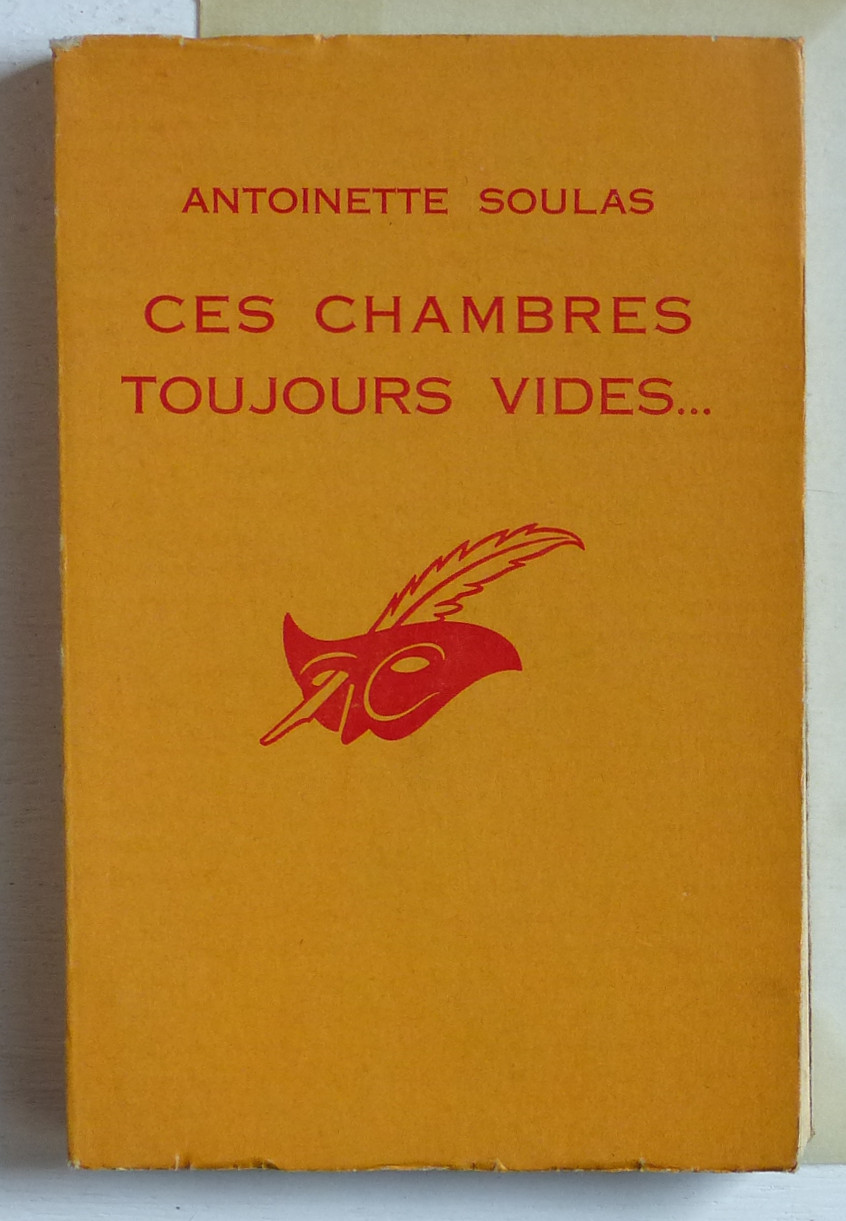 ANTOINETTE SOULAS
CES CHAMBRES
TOUJOURS VIDES...